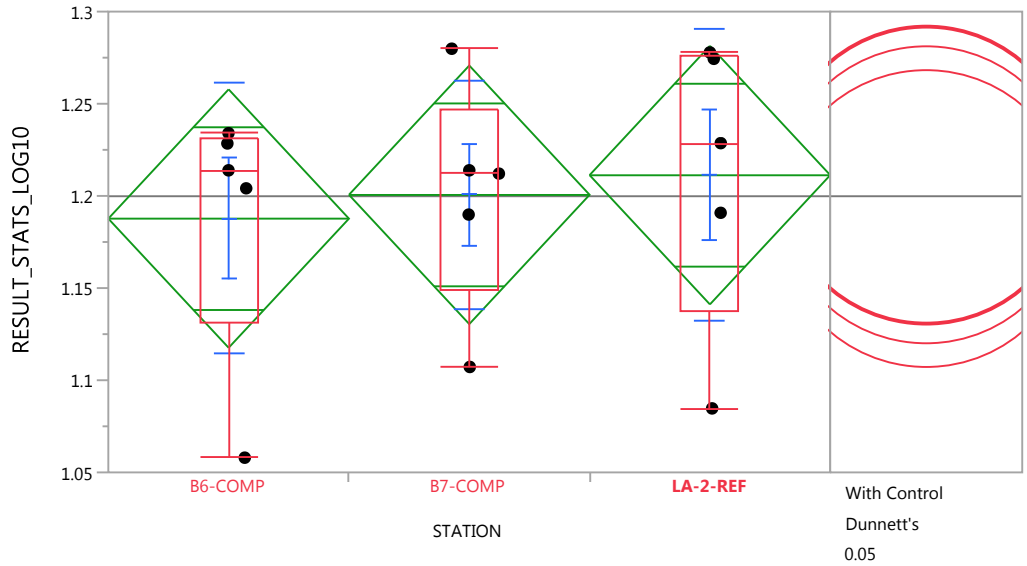 RESULT_STATS_LOG10
1.3
1.25
1.2
1.15
1.1
1.05
B6-COMP B7-COMP LA-2-REF
STATION
With Control
Dunnett's
0.05